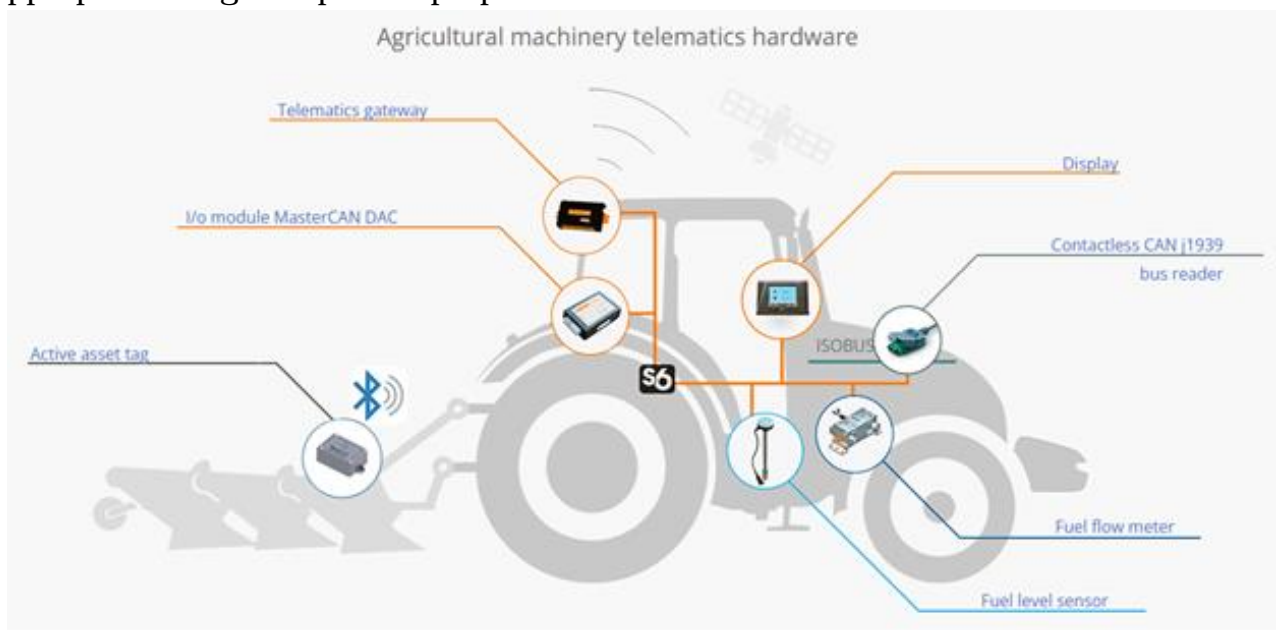 Agricultural machinery telematics hardware
Telematics gateway
Display
I/o module MasterCAN DAC
Contactless CAN j1939
bus reader
ISOBUS
Active asset tag
S6
Fuel flow meter
Fuel level sensor